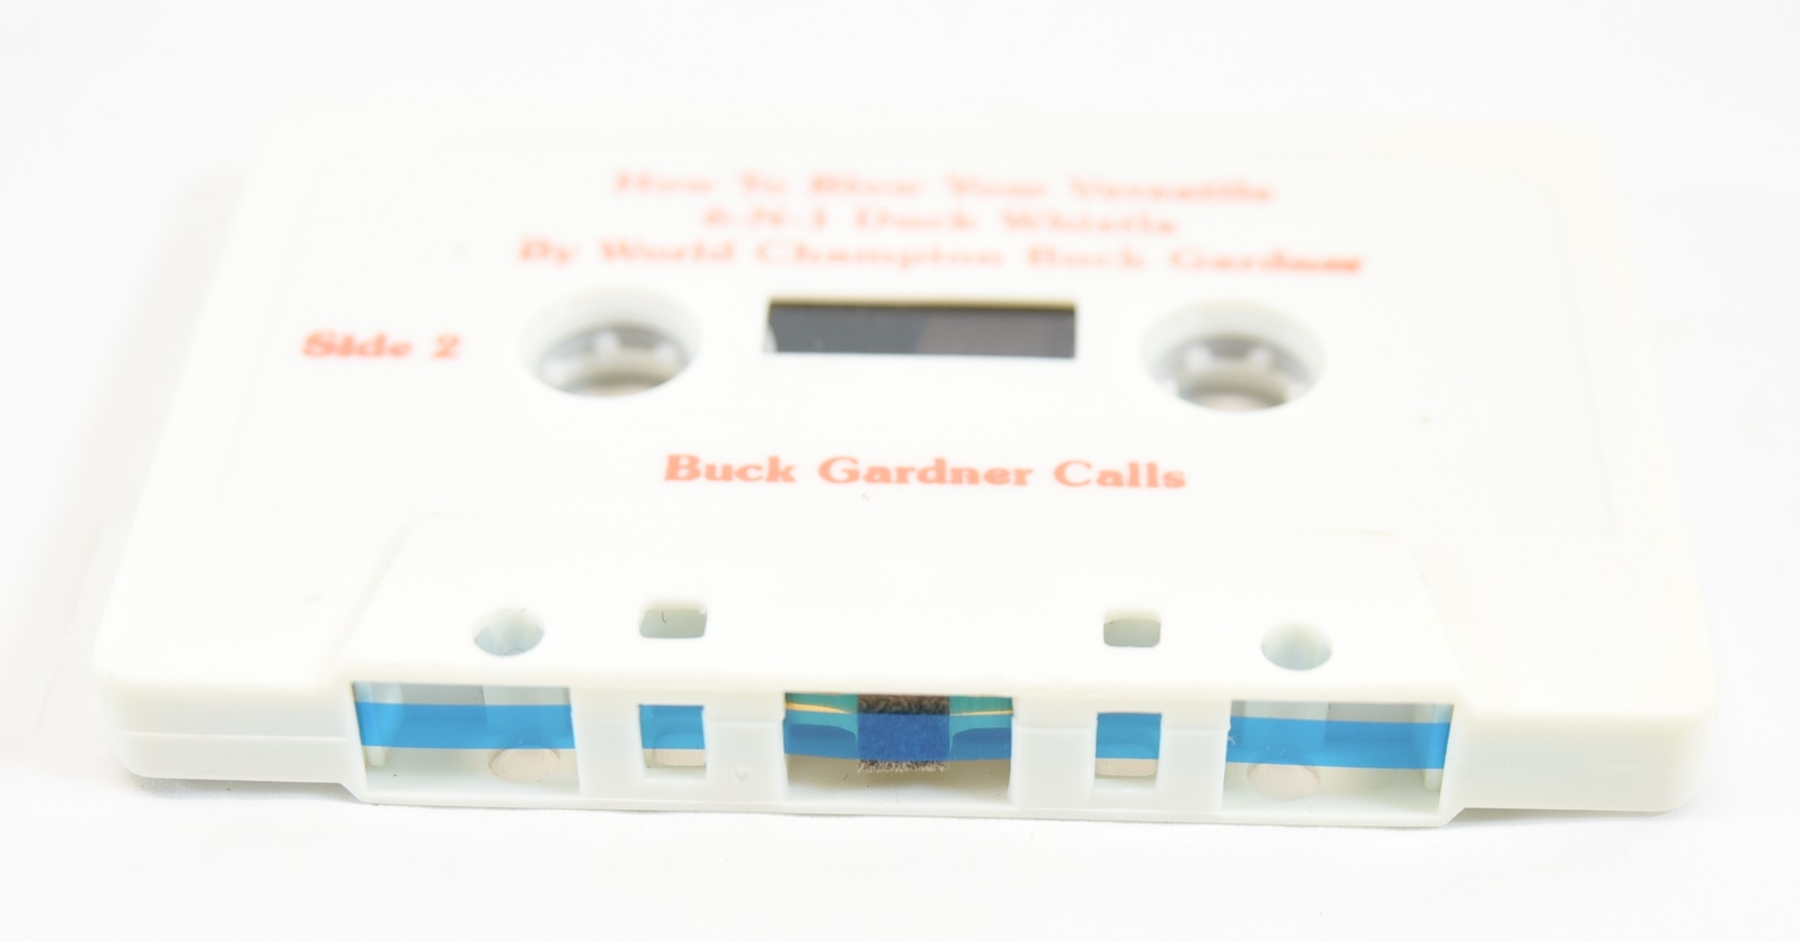 How To Blow Your Versatile
6-N-1 Duck Whistle
By World Champion Buck Gardner
Side 2
Buck Gardner Calls